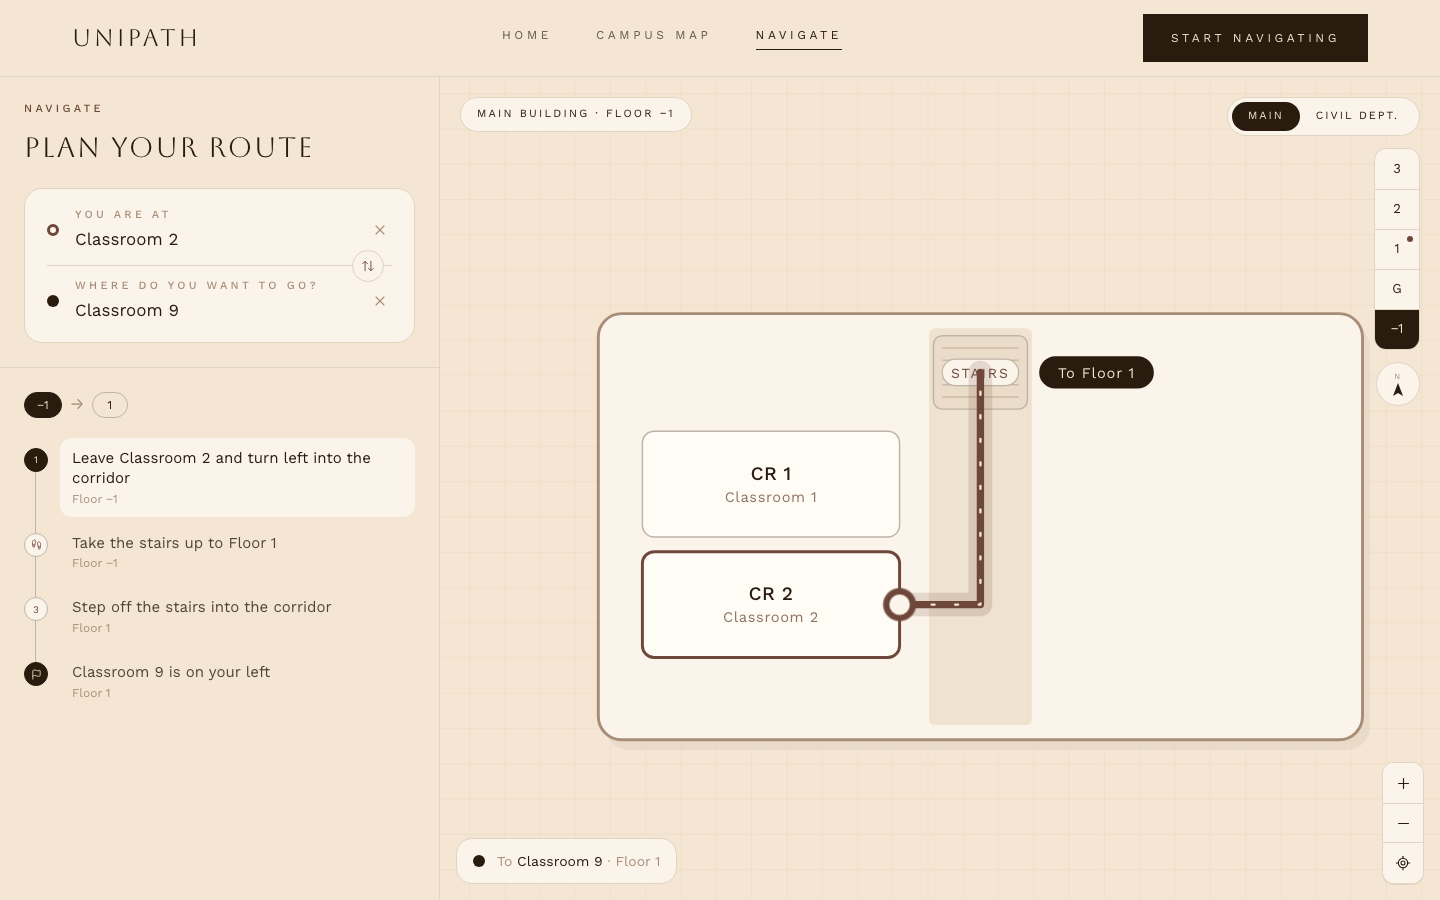 UNIPATH
HOME
CAMPUS MAP
NAVIGATE
START NAVIGATING
NAVIGATE
PLAN YOUR ROUTE
YOU ARE AT
Classroom 2
WHERE DO YOU WANT TO GO?
Classroom 9
−1 → 1
1
Leave Classroom 2 and turn left into the
corridor
Floor −1
Take the stairs up to Floor 1
Floor −1
3
Step off the stairs into the corridor
Floor 1
Classroom 9 is on your left
Floor 1
MAIN BUILDING · FLOOR −1
MAIN
CIVIL DEPT.
3
2
1
G
−1
N
STAIRS
To Floor 1
CR 1
Classroom 1
CR 2
Classroom 2
To Classroom 9 · Floor 1